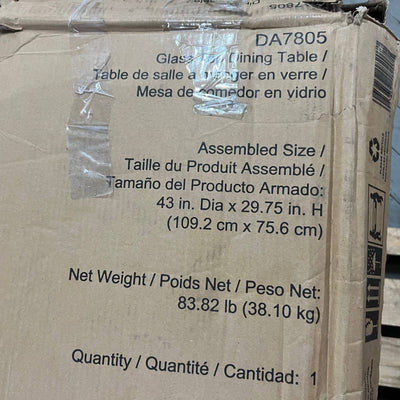 DA7805
Glass Top Dining Table /
Table de salle à manger en verre /
Mesa de comedor en vidrio
Assembled Size /
Taille du Produit Assemblé /
Tamaño del Producto Armado:
43 in. Dia x 29.75 in. H
(109.2 cm x 75.6 cm)
Net Weight / Poids Net / Peso Net:
83.82 lb (38.10 kg)
Quantity / Quantité / Cantidad: 1
7805